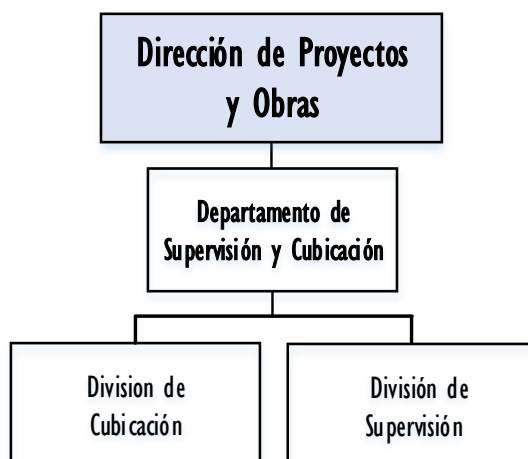 Dirección de Proyectos
y Obras
Departamento de
Supervisión y Cubicación
Division de
Cubicación
División de
Supervisión